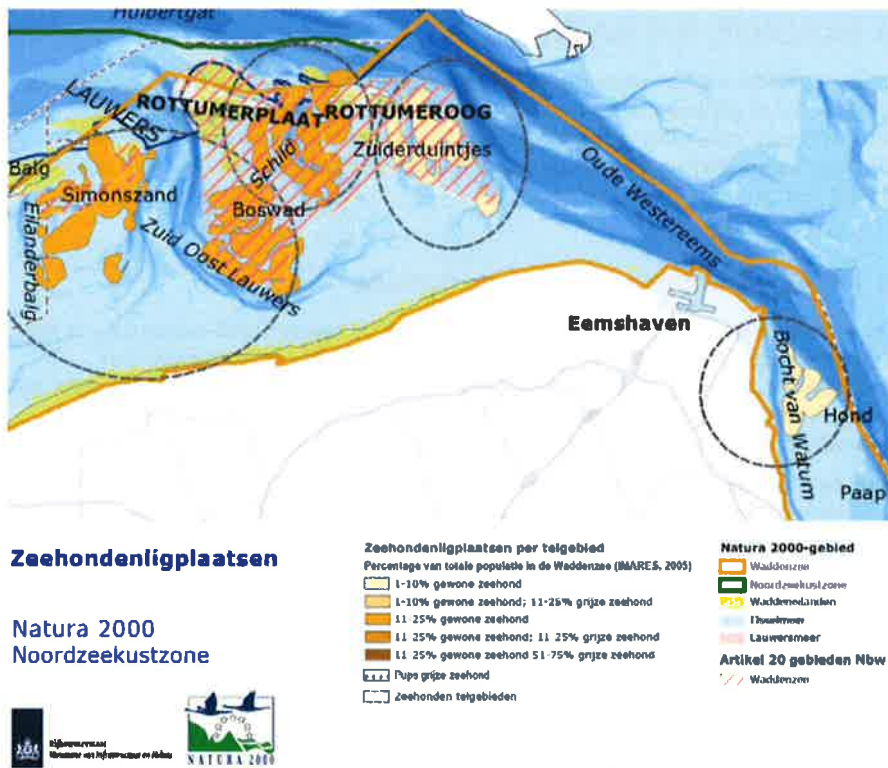 Huibertgat
LAUWERS
ROTTUMERPLAAT
ROTTUMEROOG
Schild
Zuiderduintjes
Balg
Simonszand
Boswad
Eilanderbalg
Zuid Oost Lauwers
Oude Westereems
Eemshaven
Bocht van Watum
Hond
Paap
Zeehondenligplaatsen
Natura 2000
Noordzeekustzone
NATURA 2000
Zeehondenligplaatsen per telgebied
Percentage van totale populatie in de Waddenzee (IMARES, 2005)
1-10% gewone zeehond
1-10% gewone zeehond; 11-25% grijze zeehond
11-25% gewone zeehond
11-25% gewone zeehond; 11-25% grijze zeehond
11-25% gewone zeehond 51-75% grijze zeehond
Pups grijze zeehond
Zeehonden telgebieden
Natura 2000-gebied
Waddenzee
Noordzeekustzone
Waddeneilanden
IJsselmeer
Lauwersmeer
Artikel 20 gebieden Nbw
Waddenzee